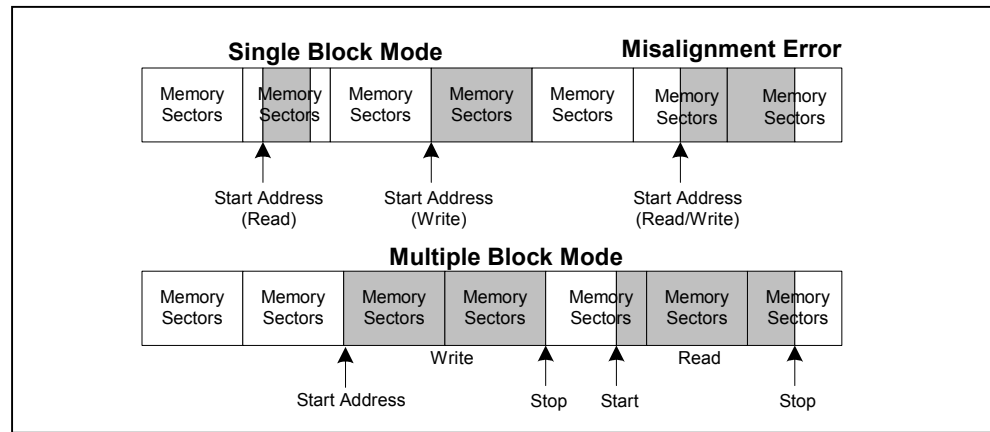 Single Block Mode
Misalignment Error
Memory Sectors
Memory Sectors
Memory Sectors
Memory Sectors
Memory Sectors
Memory Sectors
Memory Sectors
Start Address
(Read)
Start Address
(Write)
Start Address
(Read/Write)
Multiple Block Mode
Memory Sectors
Memory Sectors
Memory Sectors
Memory Sectors
Memory Sectors
Memory Sectors
Memory Sectors
Write
Read
Start Address
Stop
Start
Stop